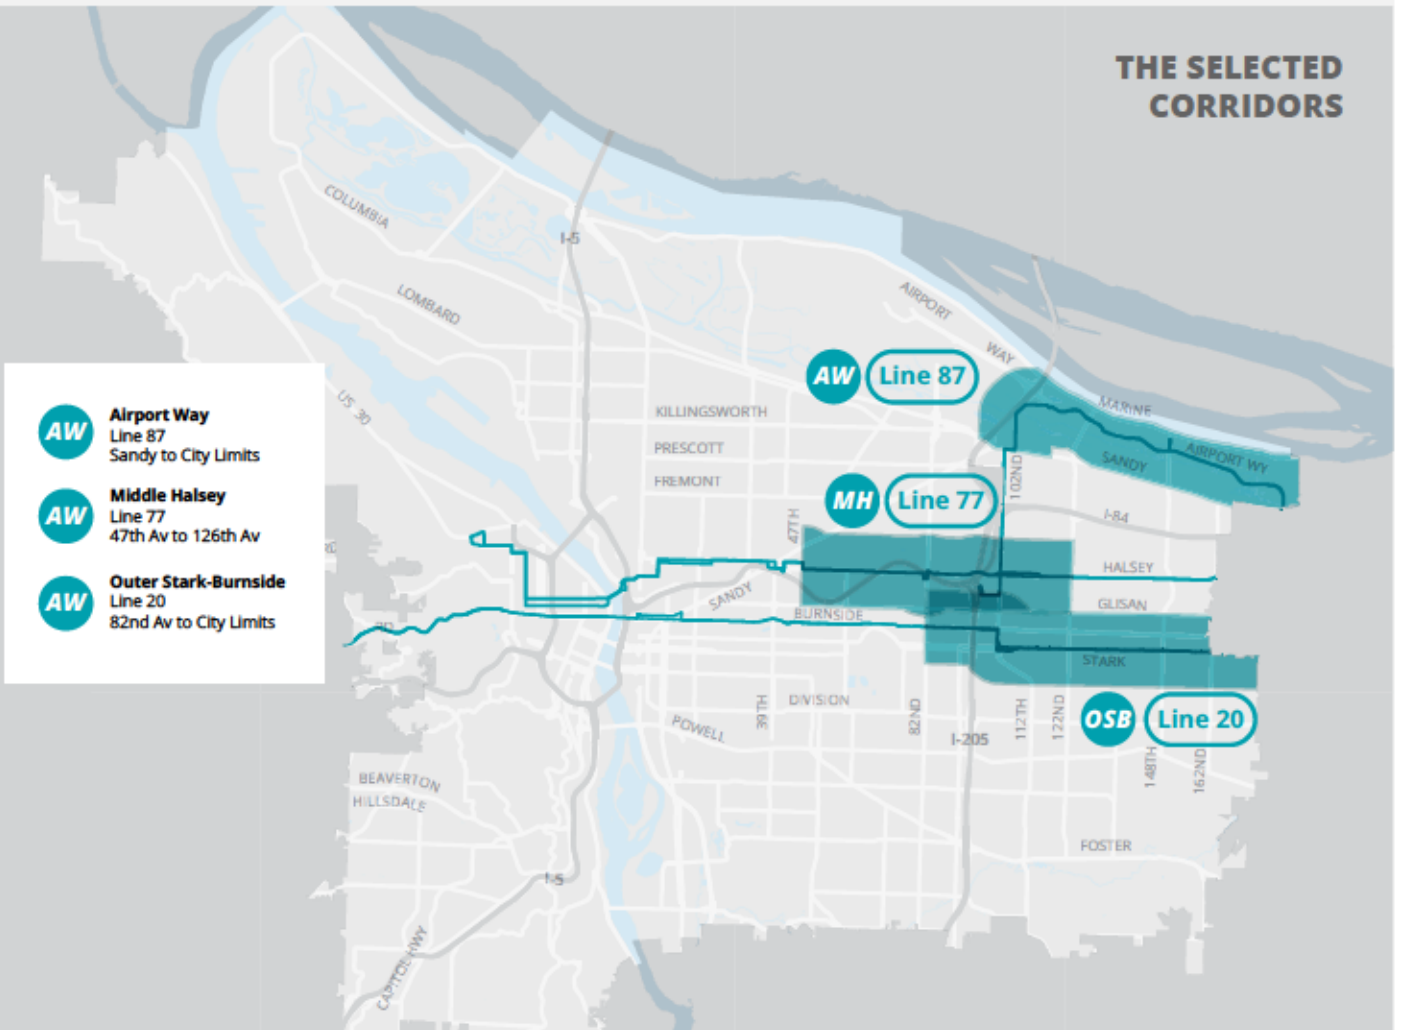 THE SELECTED
CORRIDORS
COLUMBIA
I-5
LOMBARD
AIRPORT
WAY
AW Line 87
MARINE
US 30
KILLINGSWORTH
PRESCOTT
FREMONT
SANDY
AIRPORT WY
102ND
MH Line 77
I-84
47TH
HALSEY
SANDY
GLISAN
BURNSIDE
STARK
DIVISION
39TH
82ND
112TH
122ND
OSB Line 20
POWELL
I-205
148TH
162ND
BEAVERTON
HILLSDALE
FOSTER
I-5
CAPITOL HWY
AW
Airport Way
Line 87
Sandy to City Limits
AW
Middle Halsey
Line 77
47th Av to 126th Av
AW
Outer Stark-Burnside
Line 20
82nd Av to City Limits